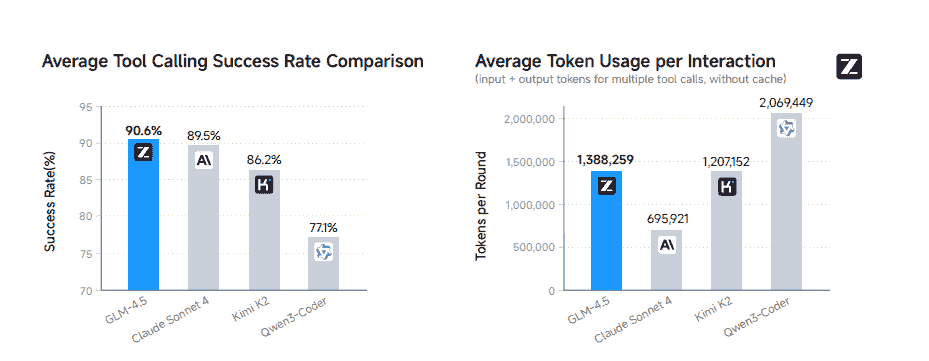 Average Tool Calling Success Rate Comparison
95
90
85
80
75
70
Success Rate(%)
90.6%
89.5%
86.2%
77.1%
GLM-4.5
Claude Sonnet 4
Kimi K2
Qwen3-Coder
Average Token Usage per Interaction
(input + output tokens for multiple tool calls, without cache)
Z
2,000,000
1,500,000
1,000,000
500,000
0
Tokens per Round
1,388,259
695,921
1,207,152
2,069,449
GLM-4.5
Claude Sonnet 4
Kimi K2
Qwen3-Coder